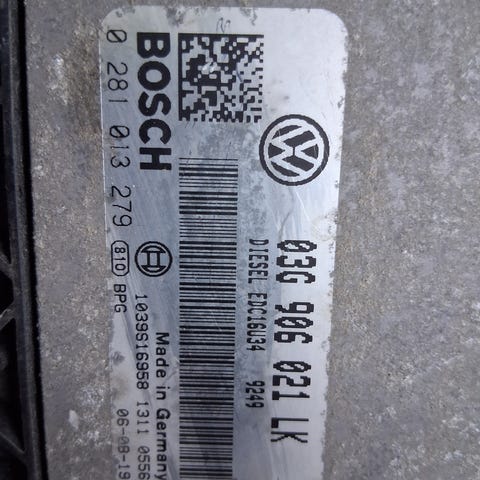 03G 906 021 LK
DIESEL EDC16U34 9249
BOSCH
0 281 013 279 810 BPG
Made in Germany
1039S16958 1311 0556
06-08-19